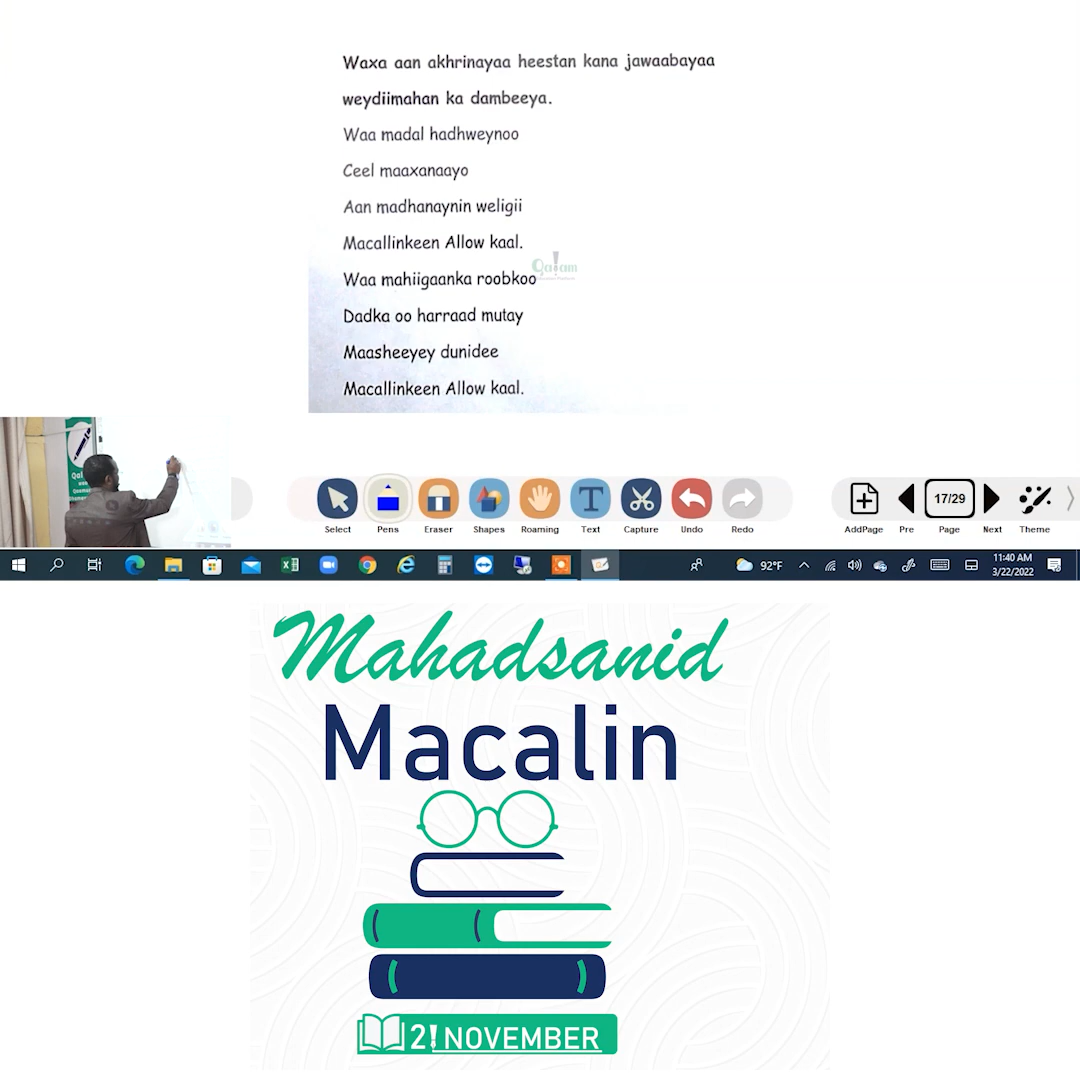 Waxa aan akhrinayaa heestan kana jawaabayaa
weydiimahan ka dambeeya.
Waa madal hadhweynoo
Ceel maaxanaayo
Aan madhanaynin weligii
Macallinkeen Allow kaal.
Qalam
Waa mahiigaanka roobkoo
Dadka oo harraad mutay
Maasheeyey dunidee
Macallinkeen Allow kaal.
Select
Pens
Eraser
Shapes
Roaming
Text
Capture
Undo
Redo
AddPage
Pre
17/29
Page
Next
Theme
92°F
11:40 AM
3/22/2022
Mahadsanid
Macalin
21 NOVEMBER